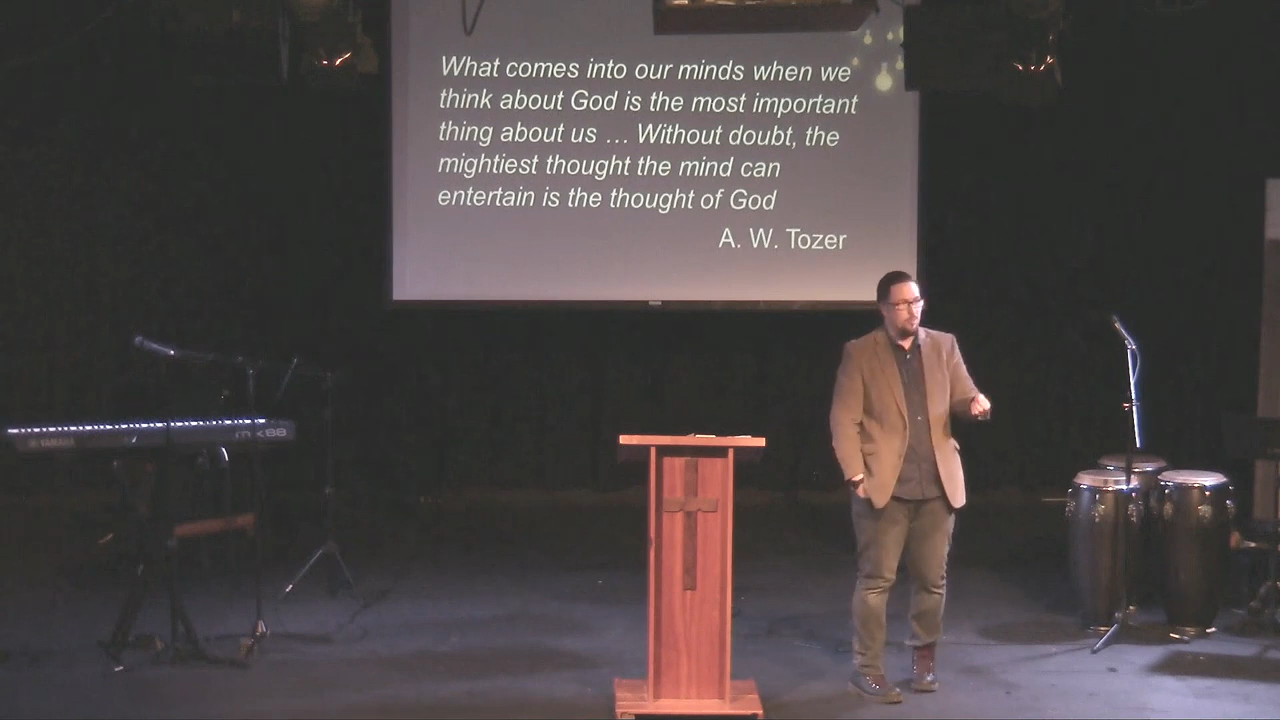 What comes into our minds when we
think about God is the most important
thing about us … Without doubt, the
mightiest thought the mind can
entertain is the thought of God
A. W. Tozer
YAMAHA